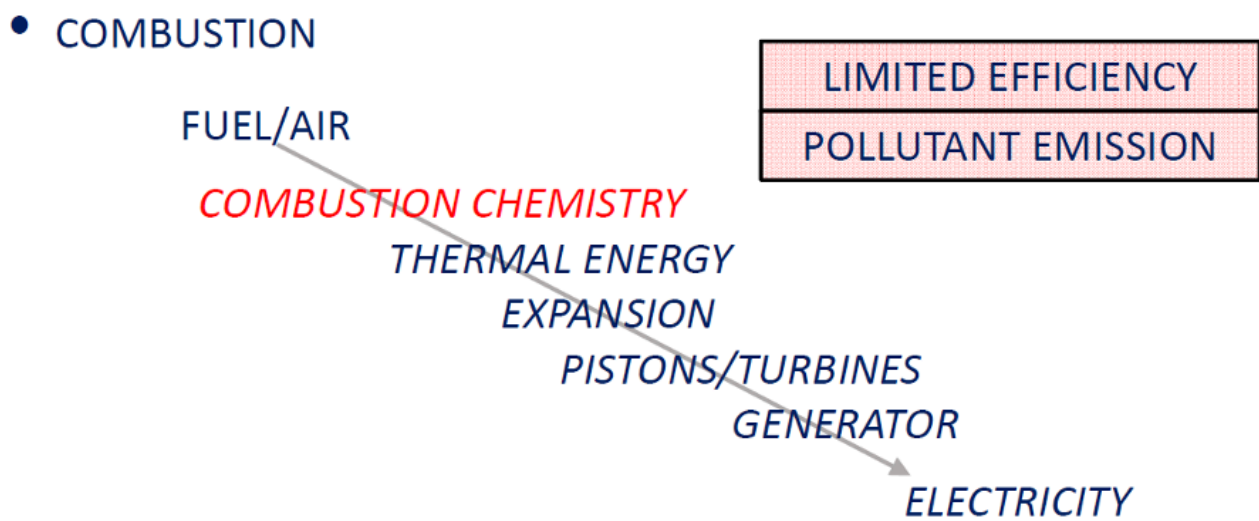 • COMBUSTION
LIMITED EFFICIENCY
POLLUTANT EMISSION
FUEL/AIR
COMBUSTION CHEMISTRY
THERMAL ENERGY
EXPANSION
PISTONS/TURBINES
GENERATOR
ELECTRICITY